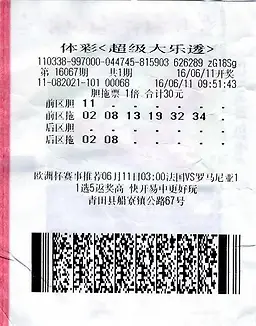 体彩<超级大乐透>
110338-997000-044745-815903 626289 zG18Sg
第 16067期 共1期 16/06/11开奖
11-082021-101 00068 16/06/11 09:51:43
胆拖票 1倍 合计30元
前区胆 11
前区拖 02 08 13 19 32 34
后区胆
后区拖 02 08
欧洲杯赛事推荐06月11日03:00法国VS罗马尼亚1
1选5返奖高 快开易中更好玩
青田县船寮镇公路67号